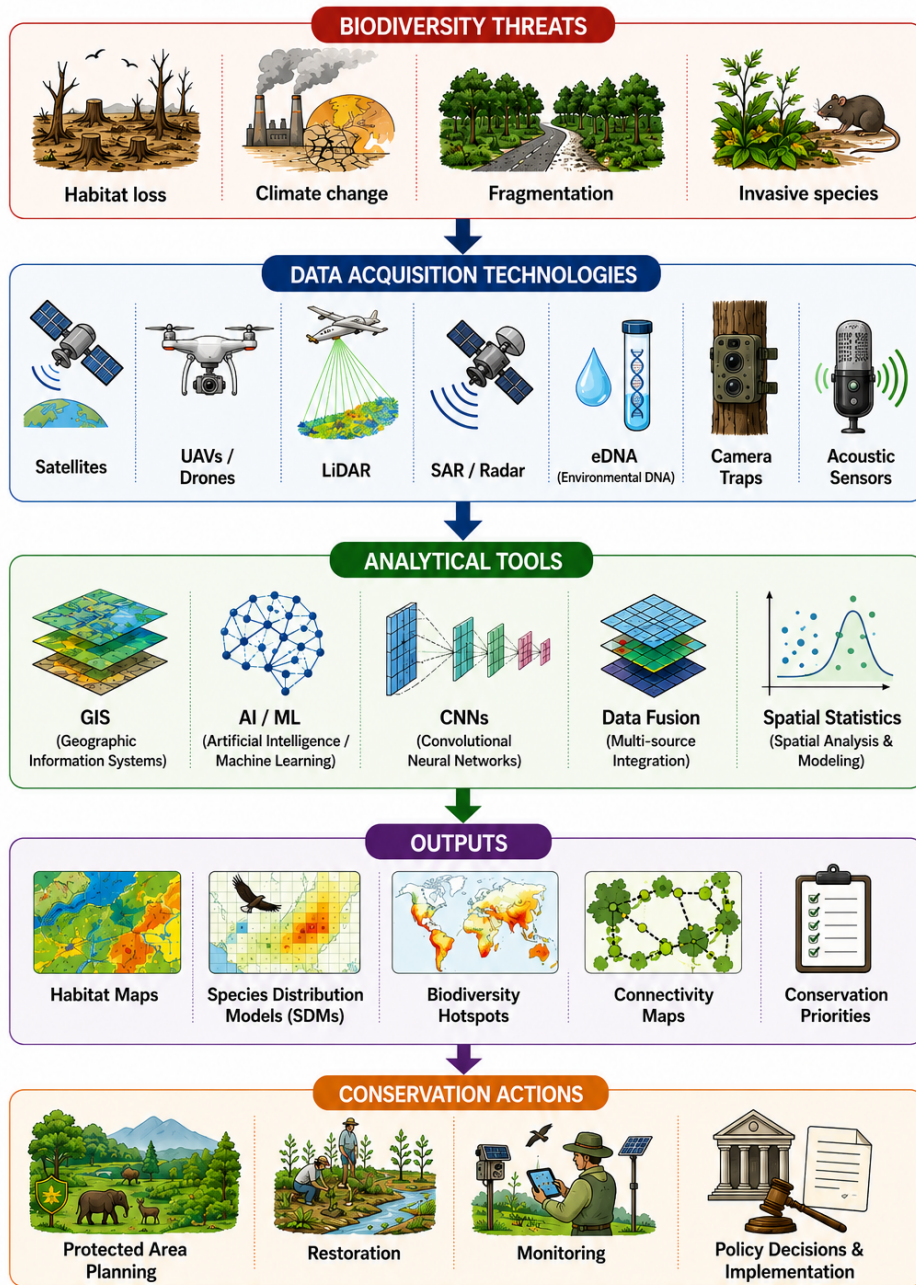 BIODIVERSITY THREATS
Habitat loss
Climate change
Fragmentation
Invasive species
DATA ACQUISITION TECHNOLOGIES
Satellites
UAVs /
Drones
LiDAR
SAR / Radar
eDNA
(Environmental DNA)
Camera
Traps
Acoustic
Sensors
ANALYTICAL TOOLS
GIS
(Geographic
Information Systems)
AI / ML
(Artificial Intelligence /
Machine Learning)
CNNs
(Convolutional
Neural Networks)
Data Fusion
(Multi-source
Integration)
Spatial Statistics
(Spatial Analysis &
Modeling)
OUTPUTS
Habitat Maps
Species Distribution
Models (SDMs)
Biodiversity
Hotspots
Connectivity
Maps
Conservation
Priorities
CONSERVATION ACTIONS
Protected Area
Planning
Restoration
Monitoring
Policy Decisions &
Implementation